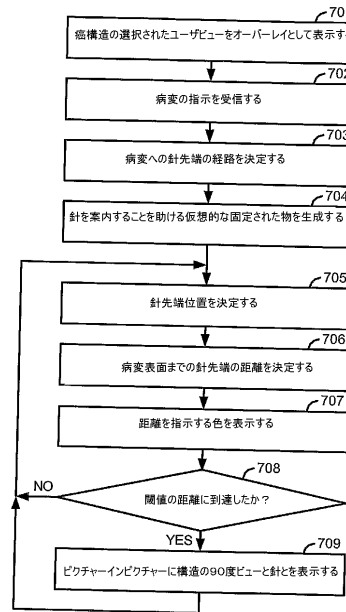 70
癌構造の選択されたユーザビューをオーバーレイとして表示す
702
病変の指示を受信する
703
病変への針先端の経路を決定する
704
針を案内することを助ける仮想的な固定された物を生成する
705
針先端位置を決定する
706
病変表面までの針先端の距離を決定する
707
距離を指示する色を表示する
708
閾値の距離に到達したか？
NO
YES
709
ピクチャーインピクチャーに構造の90度ビューと針とを表示する